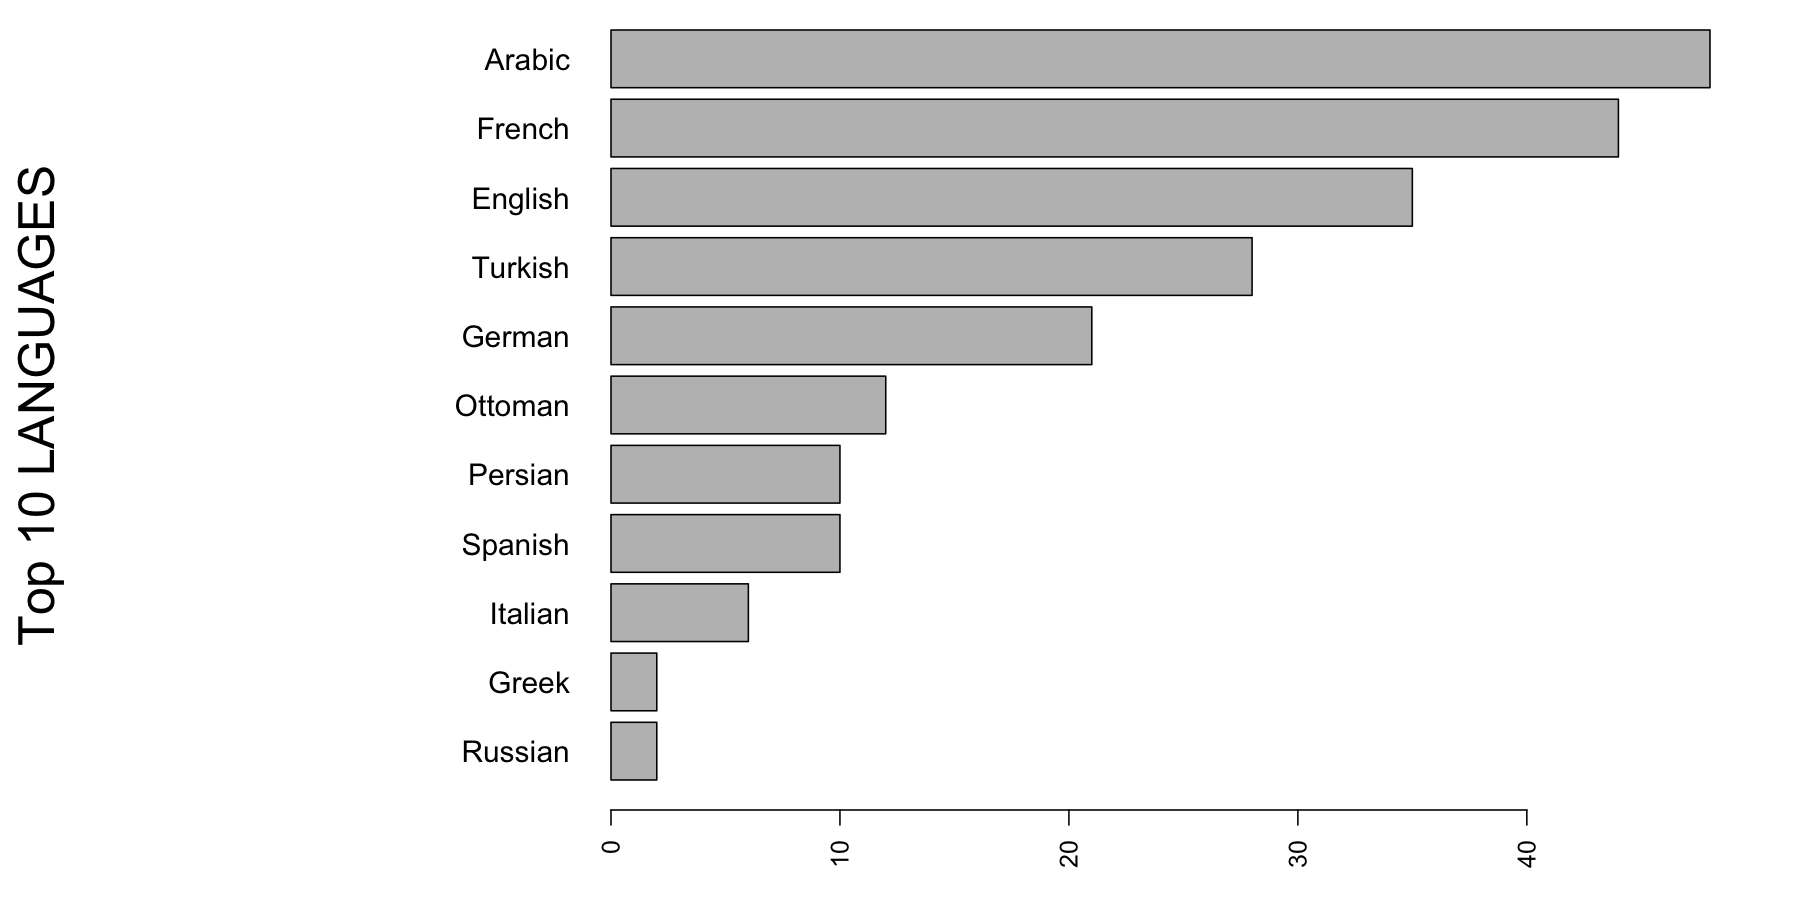 Top 10 LANGUAGES
Arabic
French
English
Turkish
German
Ottoman
Persian
Spanish
Italian
Greek
Russian
0 10 20 30 40